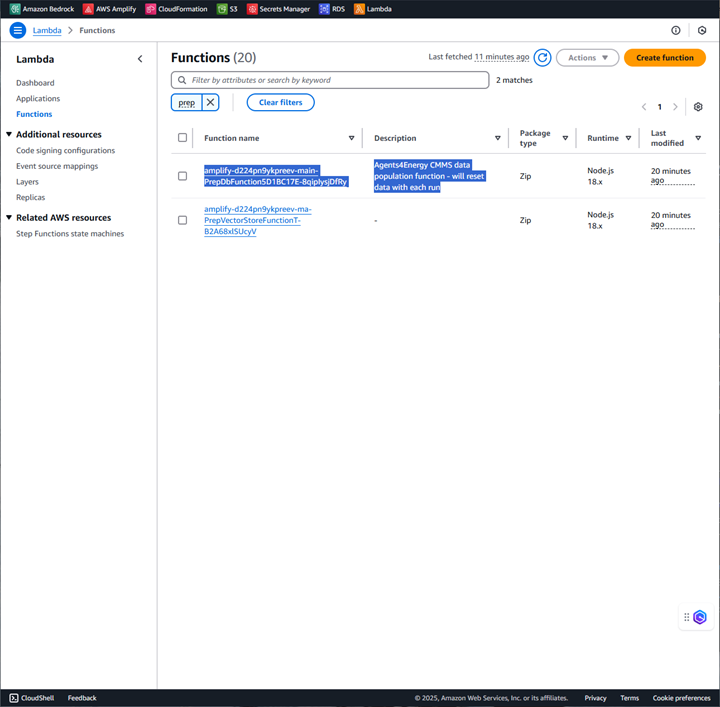 Amazon Bedrock AWS Amplify CloudFormation S3 Secrets Manager RDS Lambda
Lambda > Functions
Lambda
Dashboard
Applications
Functions
Additional resources
Code signing configurations
Event source mappings
Layers
Replicas
Related AWS resources
Step Functions state machines
Functions (20)
Last fetched 11 minutes ago
Actions
Create function
Filter by attributes or search by keyword
2 matches
prep
Clear filters
1
Function name
Description
Package
type
Runtime
Last
modified
amplify-d224pn9ykpreev-main-
PrepDbFunction5D1BC17E-8qiplysjDfRy
Agents4Energy CMMS data
population function - will reset
data with each run
Zip
Node.js
18.x
20 minutes
ago
amplify-d224pn9ykpreev-ma-
PrepVectorStoreFunctionT-
B2A68xlSUcyV
-
Zip
Node.js
18.x
20 minutes
ago
CloudShell Feedback © 2025, Amazon Web Services, Inc. or its affiliates. Privacy Terms Cookie preferences